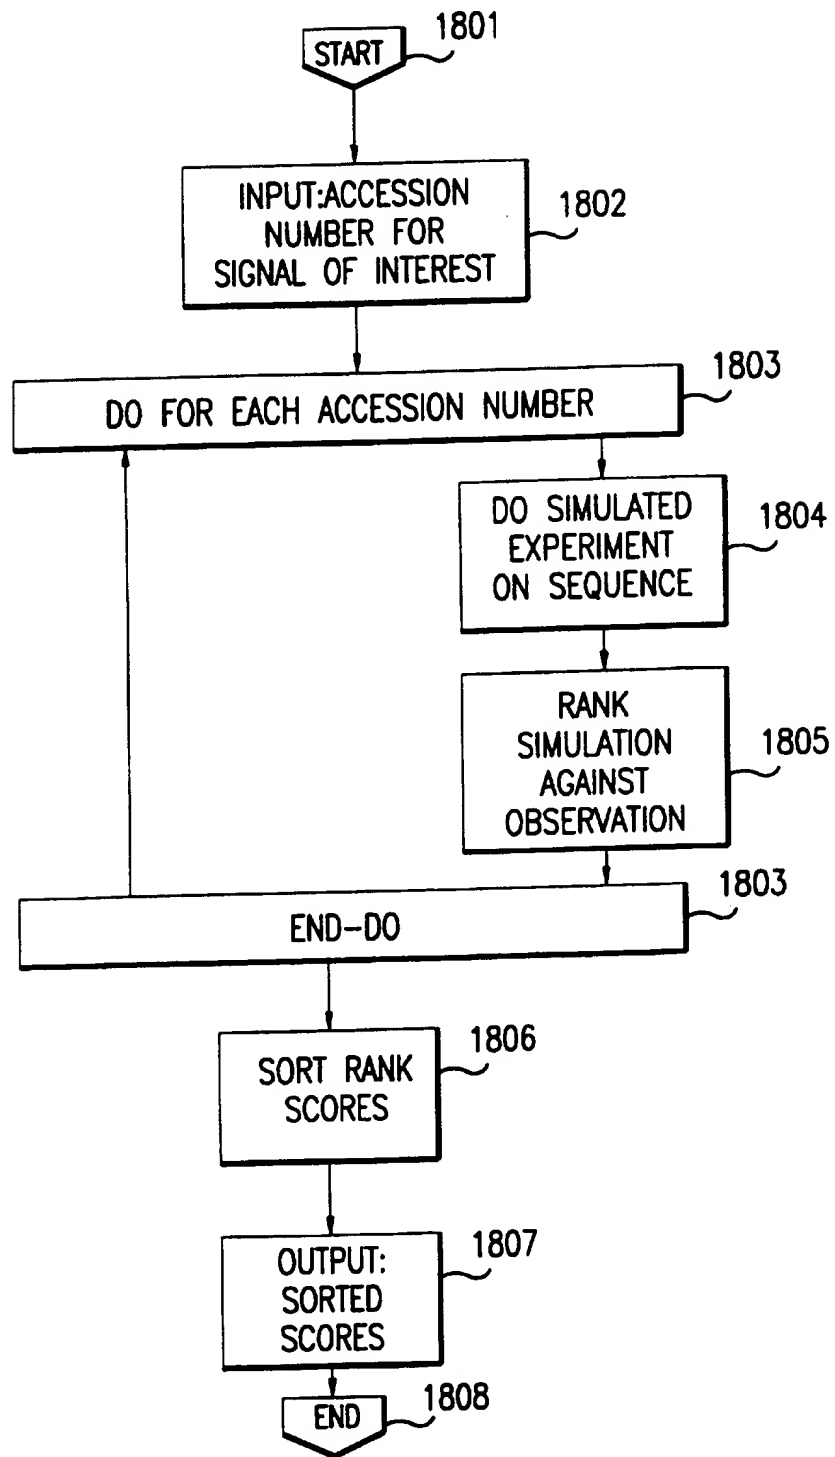 1801
START
INPUT:ACCESSION
NUMBER FOR
SIGNAL OF INTEREST
1802
1803
DO FOR EACH ACCESSION NUMBER
DO SIMULATED
EXPERIMENT
ON SEQUENCE
1804
RANK
SIMULATION
AGAINST
OBSERVATION
1805
1803
END-DO
1806
SORT RANK
SCORES
1807
OUTPUT:
SORTED
SCORES
END
1808